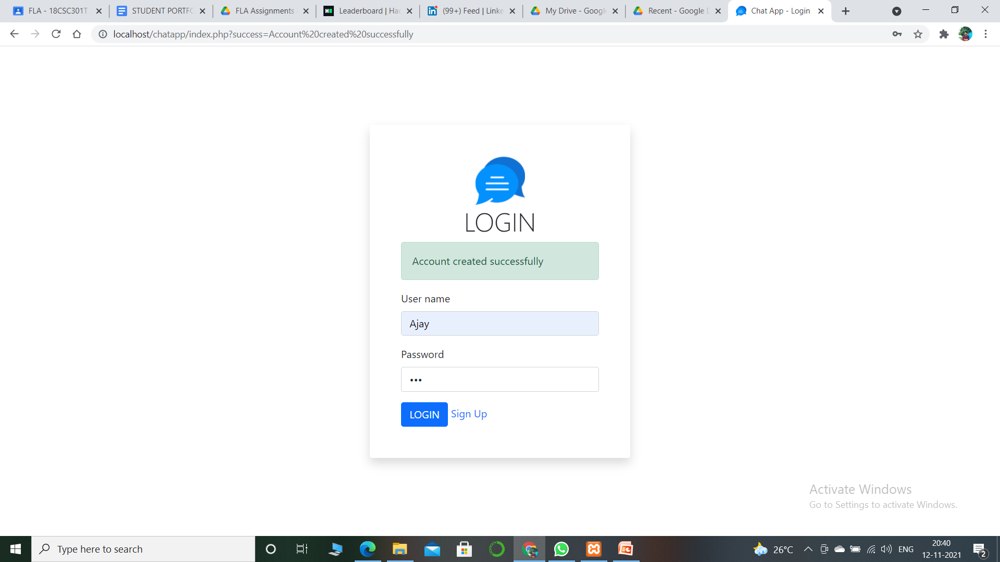 FLA - 18CSC301T
STUDENT PORTFO
FLA Assignments
Leaderboard | Hac
(99+) Feed | Linke
My Drive - Google
Recent - Google D
Chat App - Login
localhost/chatapp/index.php?success=Account%20created%20successfully
LOGIN
Account created successfully
User name
Ajay
Password
•••
LOGIN Sign Up
Activate Windows
Go to Settings to activate Windows.
Type here to search
26°C
ENG
20:40
12-11-2021
2